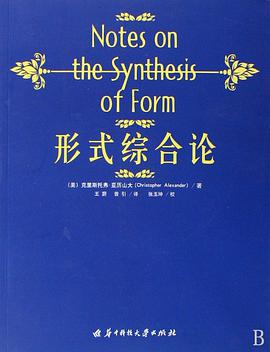 Notes on
the Synthesis
of Form
形式综合论
(美) 克里斯托弗·亚历山大 (Christopher Alexander) / 著
王蔚 曾引 / 译 张玉坤 / 校
华中科技大学出版社